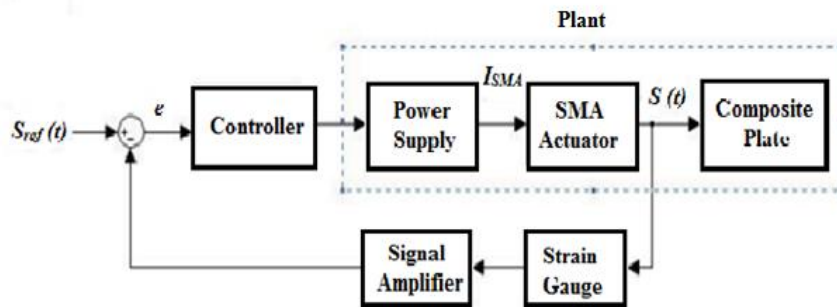 Plant
I_SMA
S (t)
e
S_ref (t)
+
-
Controller
Power
Supply
SMA
Actuator
Composite
Plate
Signal
Amplifier
Strain
Gauge